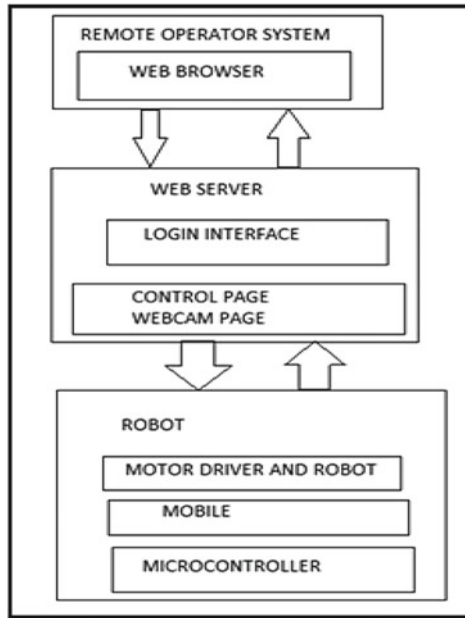 REMOTE OPERATOR SYSTEM
WEB BROWSER
WEB SERVER
LOGIN INTERFACE
CONTROL PAGE
WEBCAM PAGE
ROBOT
MOTOR DRIVER AND ROBOT
MOBILE
MICROCONTROLLER